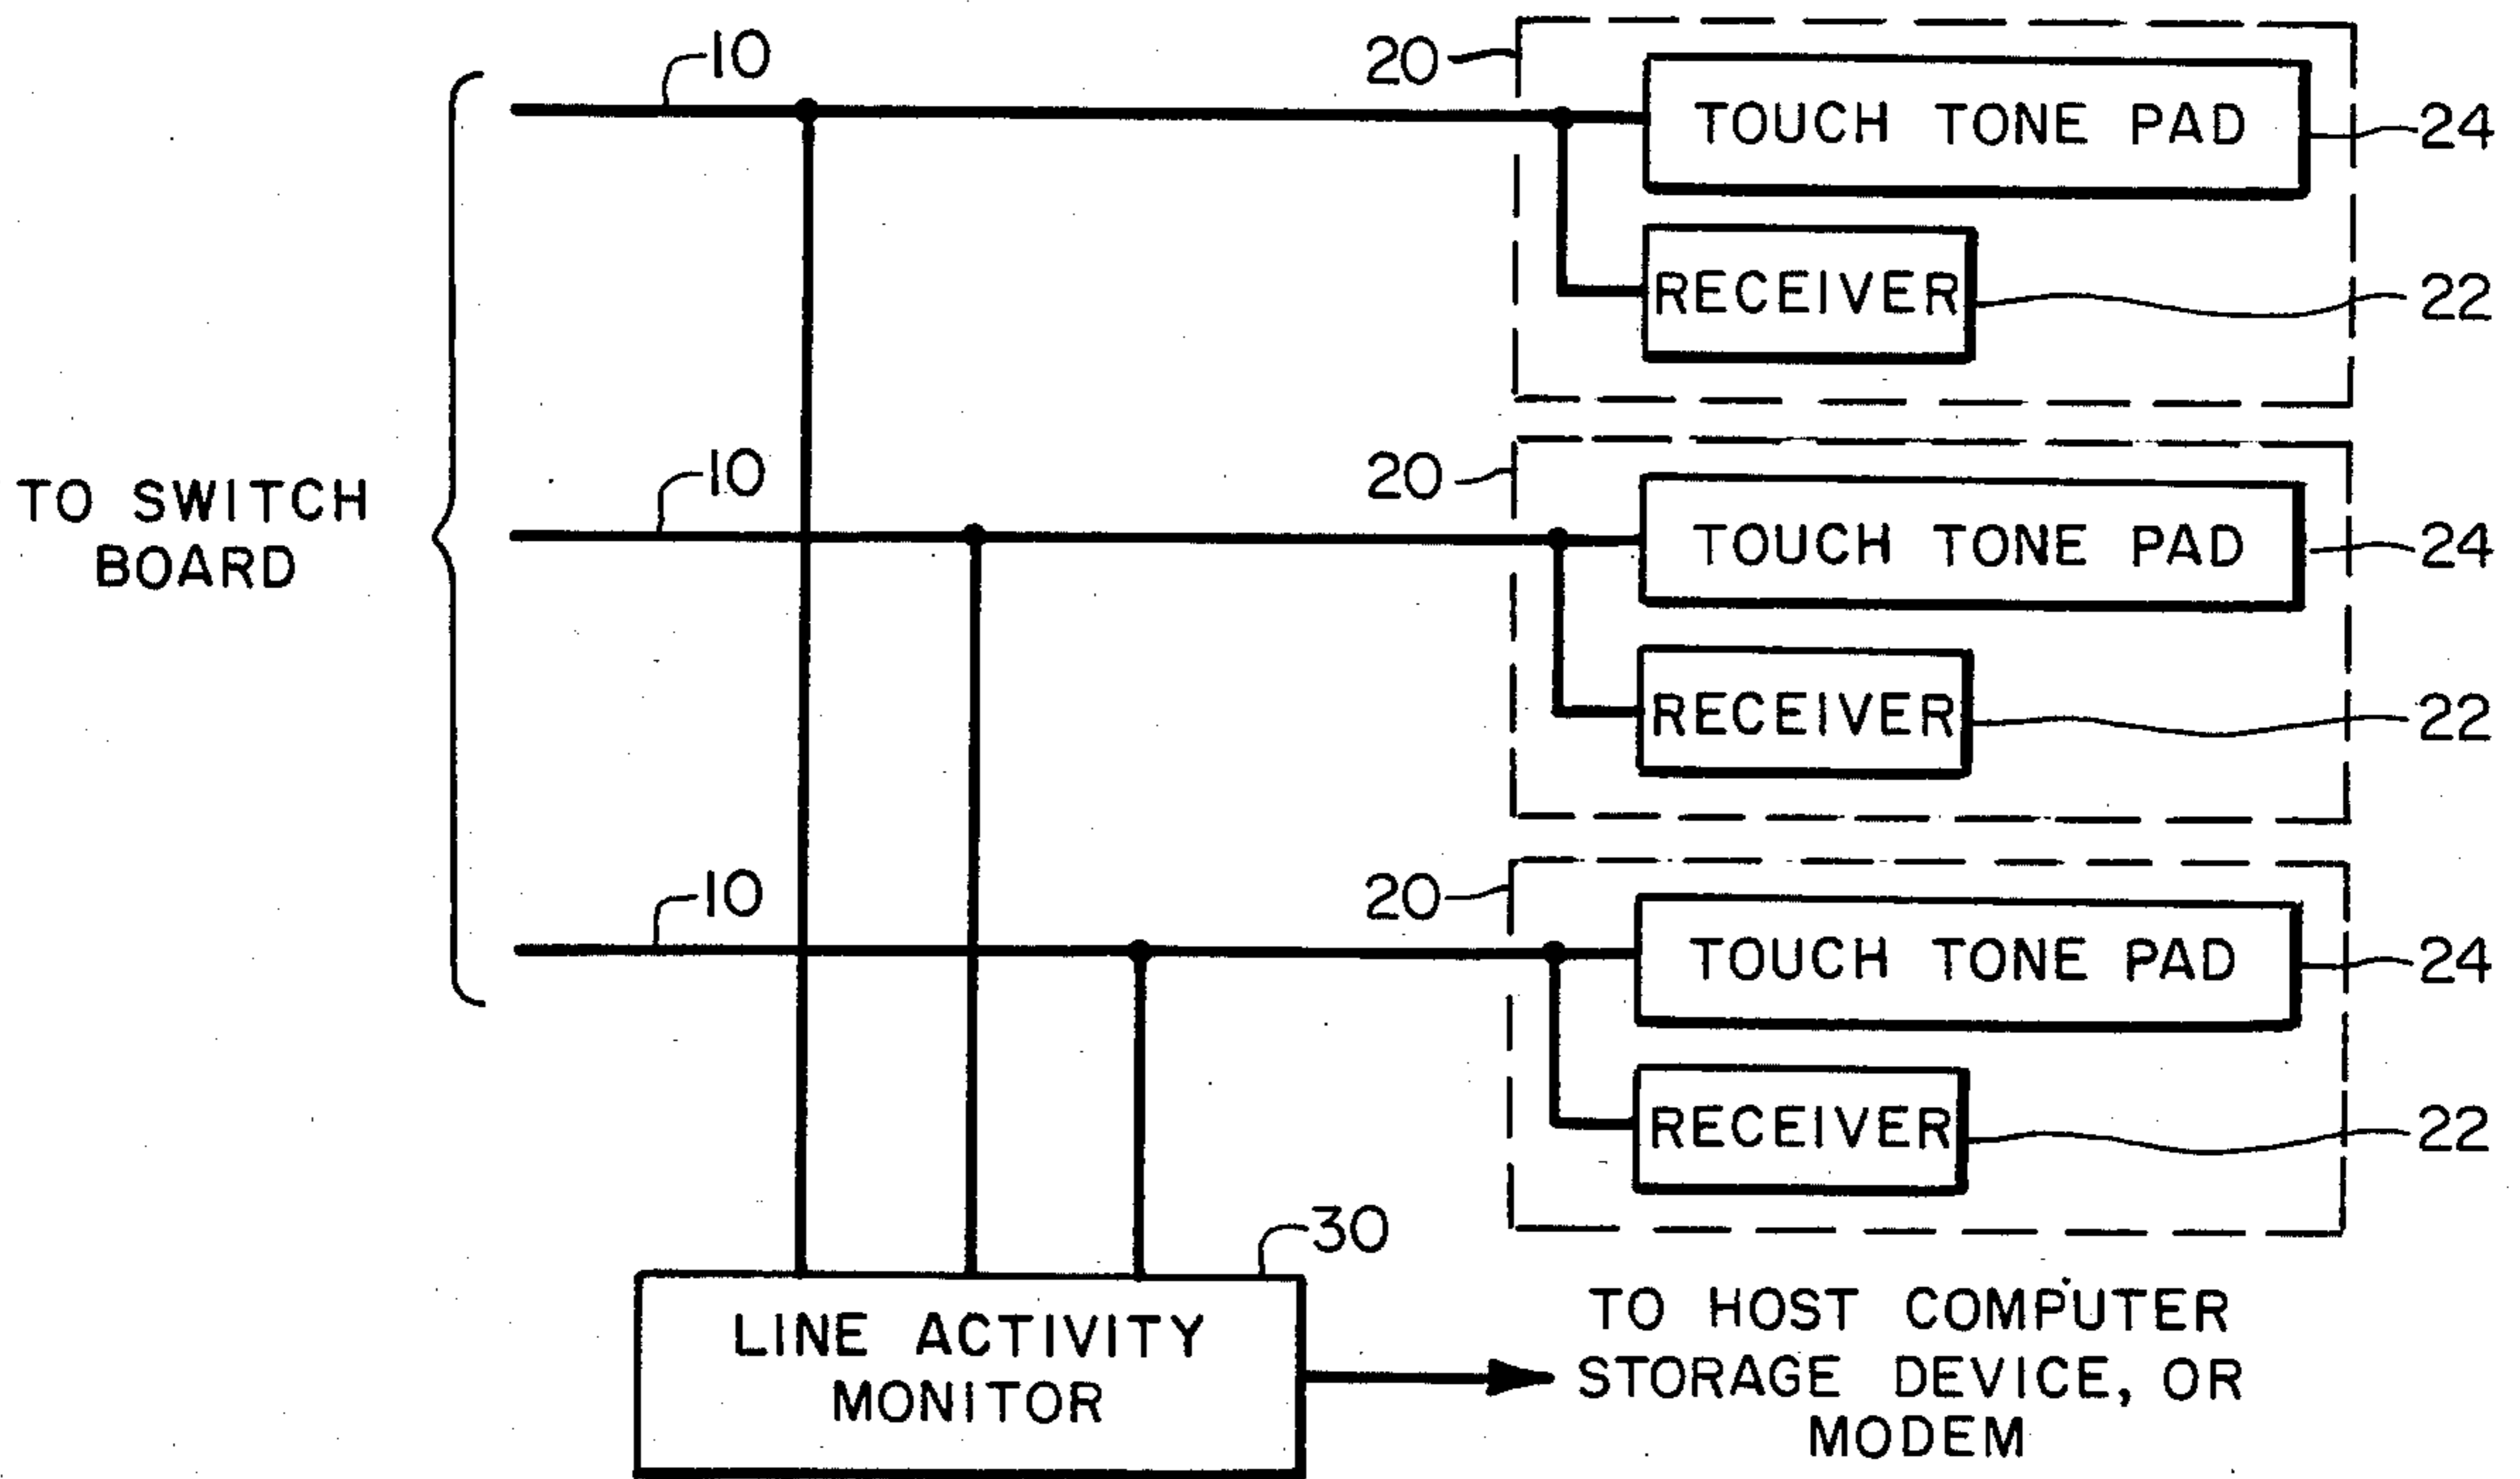 10
20
TOUCH TONE PAD
24
RECEIVER
22
TO SWITCH
BOARD
10
20
TOUCH TONE PAD
24
RECEIVER
22
10
20
TOUCH TONE PAD
24
RECEIVER
22
30
LINE ACTIVITY
MONITOR
TO HOST COMPUTER
STORAGE DEVICE, OR
MODEM